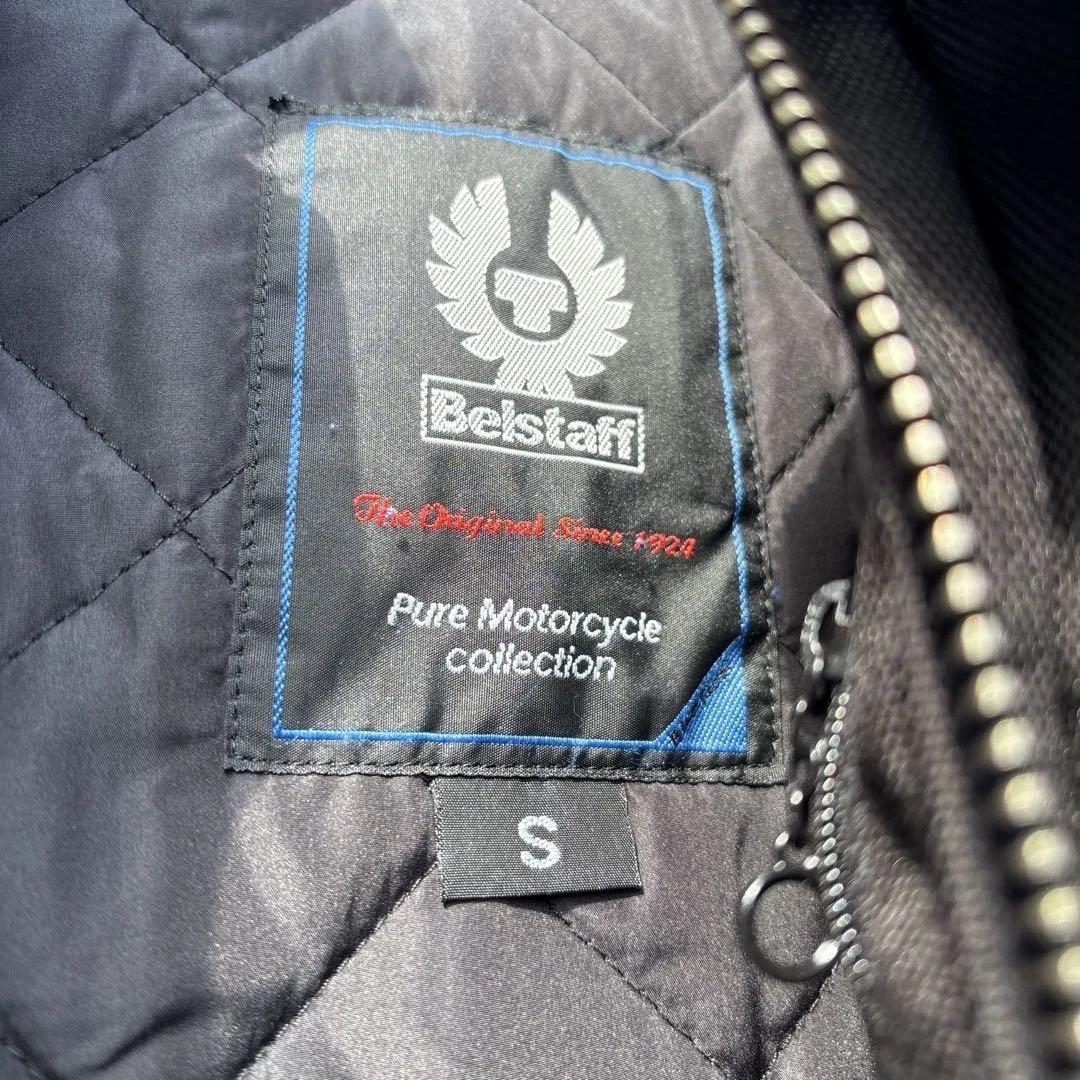 Belstaff
The Original Since 1924
Pure Motorcycle
collection
S